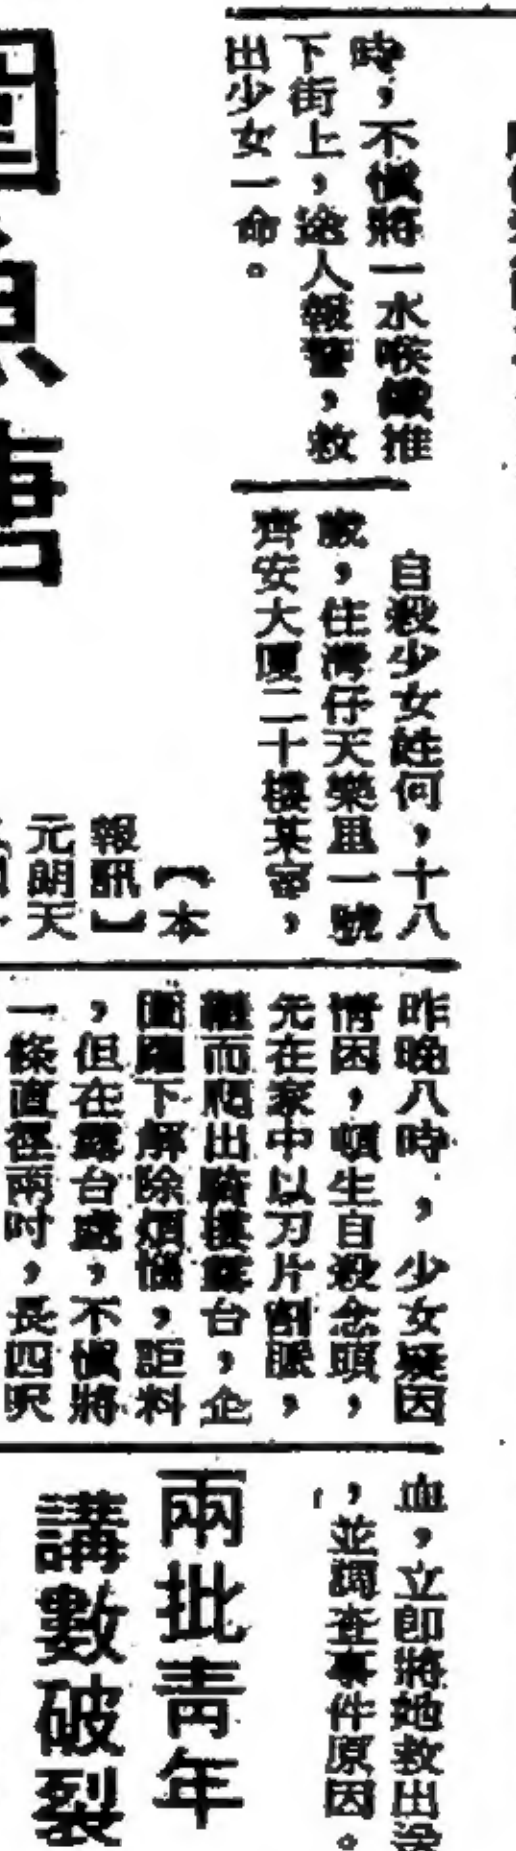 時，不慎將一水喉鐵推
下街上，途人報警，救
出少女一命。
自殺少女姓何，十八
歲，住灣仔天樂里一號
齊安大廈二十樓某室，
昨晚八時，少女疑因
情困，頓生自殺念頭，
先在家中以刀片割脈，
繼而爬出騎樓露台，企
圖躍下解除煩惱，詎料
，但在露台處，不慎將
一條直徑兩吋，長四呎
血，立即將她救出送
，並調查事件原因。
【本
報訊】
元朗天
兩批青年
講數破裂